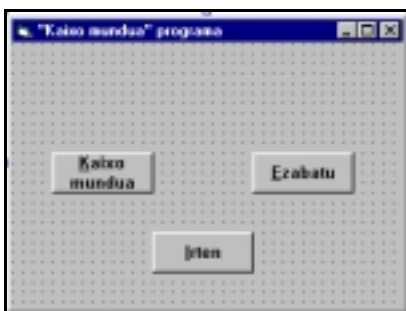 "Kaixo mundua" programa
Kaixo
mundua
Ezabatu
Irten